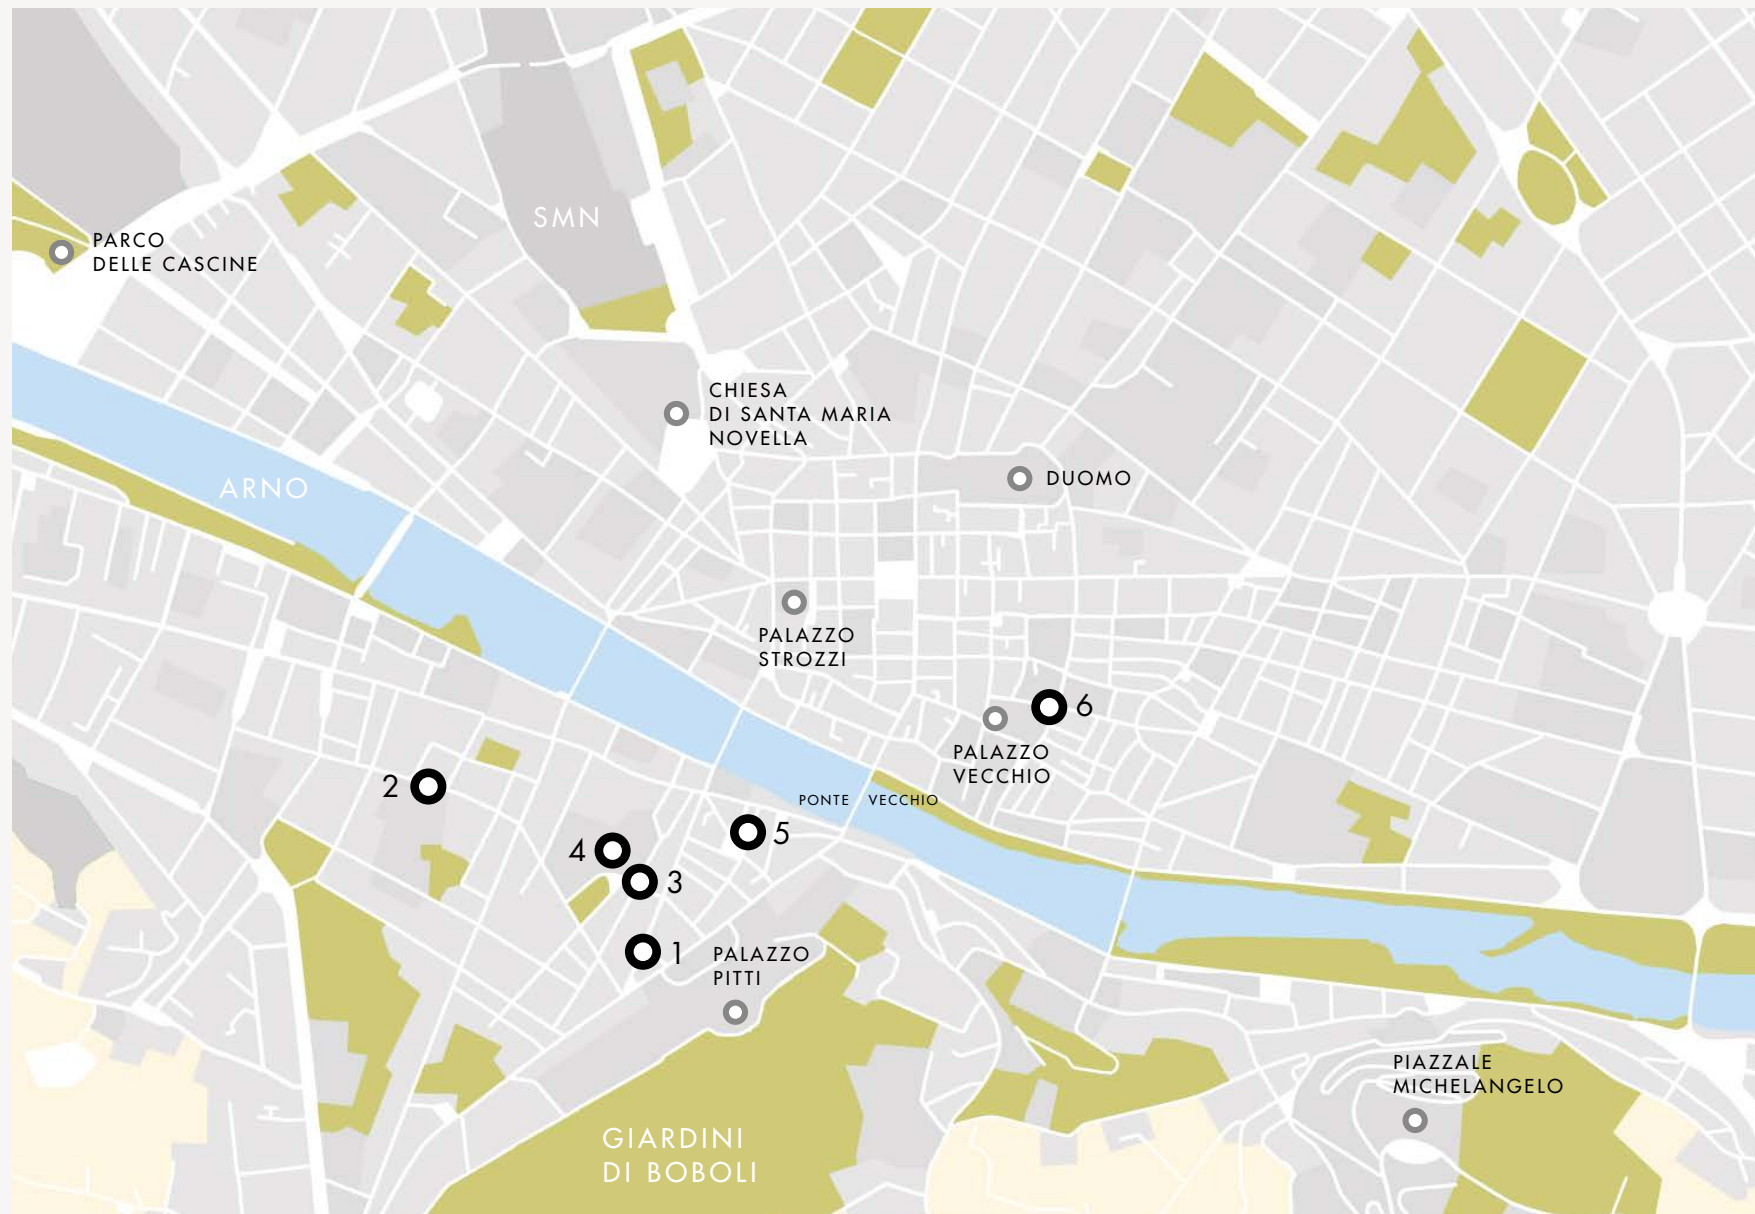 SMN
PARCO
DELLE CASCINE
CHIESA
DI SANTA MARIA
NOVELLA
DUOMO
ARNO
PALAZZO
STROZZI
6
PALAZZO
VECCHIO
2
PONTE VECCHIO
5
4
3
1
PALAZZO
PITTI
PIAZZALE
MICHELANGELO
GIARDINI
DI BOBOLI